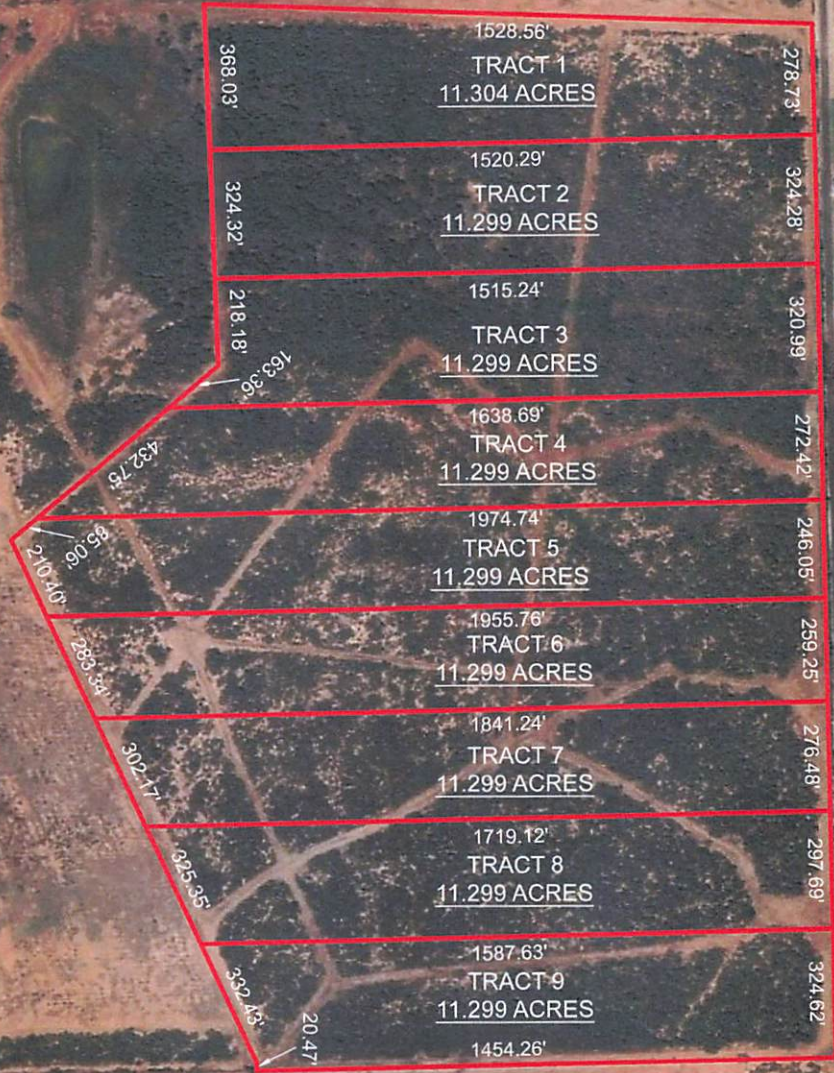 1528.56'
TRACT 1
11.304 ACRES
368.03'
278.73'
1520.29'
TRACT 2
11.299 ACRES
324.32'
324.28'
1515.24'
TRACT 3
11.299 ACRES
218.18'
320.99'
163.36'
1638.69'
TRACT 4
11.299 ACRES
432.75'
272.42'
1974.74'
TRACT 5
11.299 ACRES
85.06'
210.40'
246.05'
1955.76'
TRACT 6
11.299 ACRES
283.34'
259.25'
1841.24'
TRACT 7
11.299 ACRES
302.17'
276.48'
1719.12'
TRACT 8
11.299 ACRES
325.35'
297.69'
1587.63'
TRACT 9
11.299 ACRES
332.43'
324.62'
20.47'
1454.26'